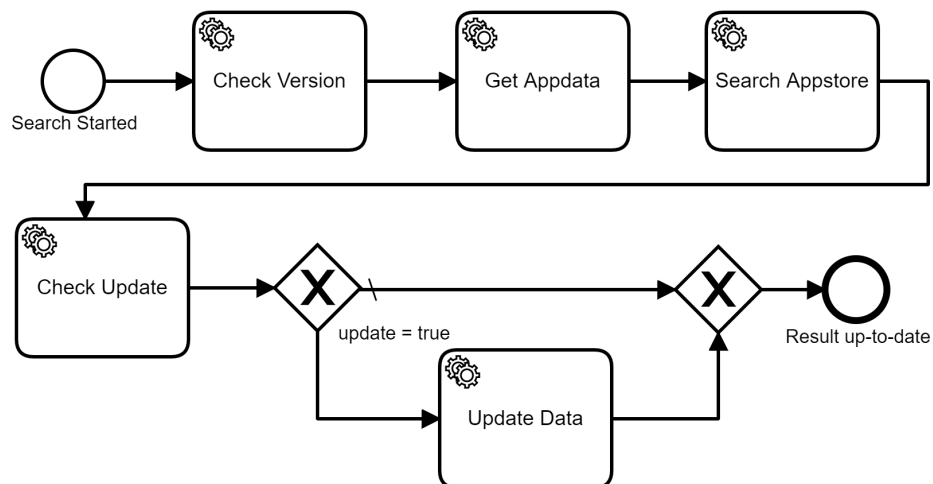 Check Version
Get Appdata
Search Appstore
Search Started
Check Update
X
X
update = true
Result up-to-date
Update Data